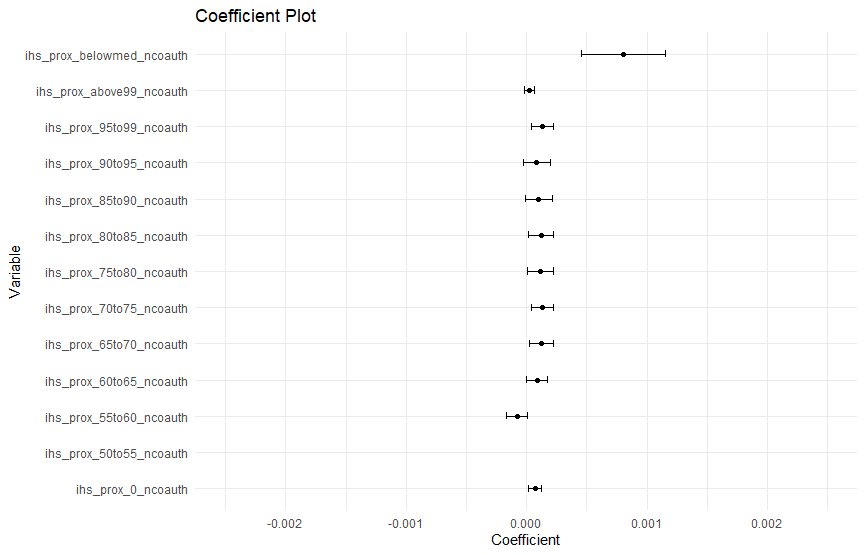 Coefficient Plot
Variable
ihs_prox_belowmed_ncoauth
ihs_prox_above99_ncoauth
ihs_prox_95to99_ncoauth
ihs_prox_90to95_ncoauth
ihs_prox_85to90_ncoauth
ihs_prox_80to85_ncoauth
ihs_prox_75to80_ncoauth
ihs_prox_70to75_ncoauth
ihs_prox_65to70_ncoauth
ihs_prox_60to65_ncoauth
ihs_prox_55to60_ncoauth
ihs_prox_50to55_ncoauth
ihs_prox_0_ncoauth
-0.002 -0.001 0.000 0.001 0.002
Coefficient